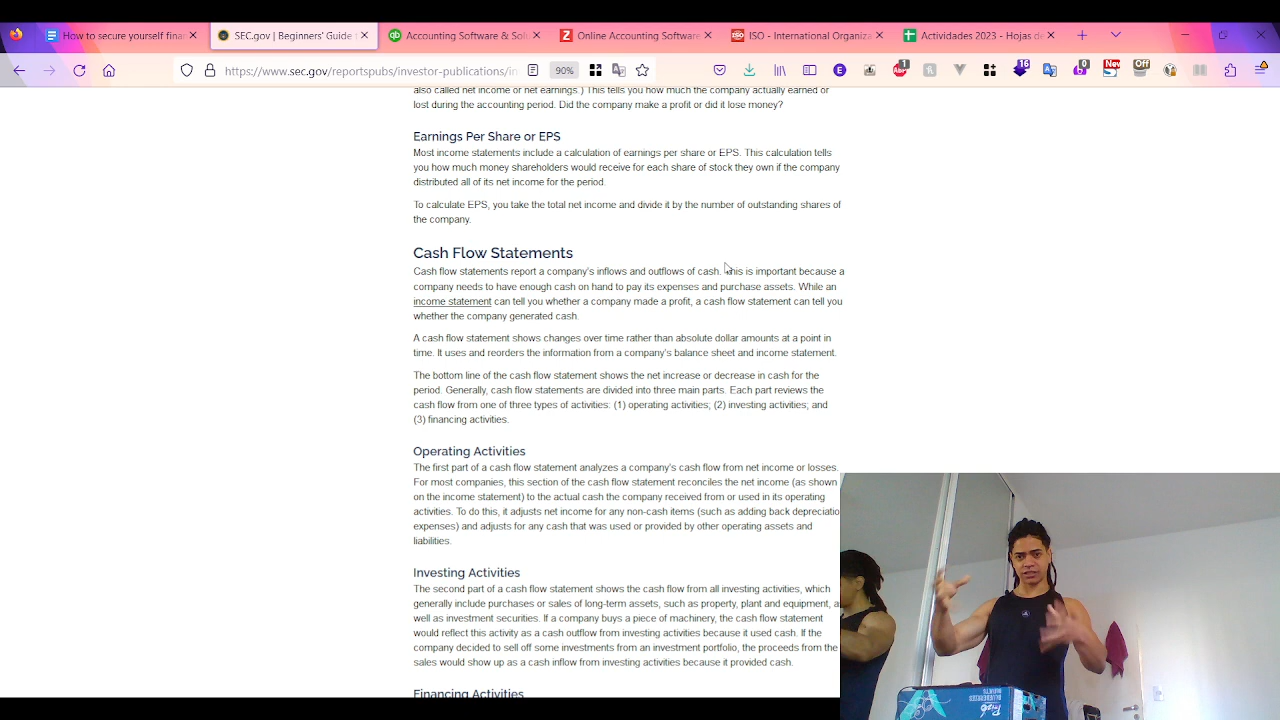 How to secure yourself finan
SEC.gov | Beginners' Guide t
Accounting Software & Solu
Online Accounting Software
ISO - International Organiza
Actividades 2023 - Hojas de
https://www.sec.gov/reportspubs/investor-publications/in
90%
1
16
0
New
Off
also called net income or net earnings.) This tells you how much the company actually earned or
lost during the accounting period. Did the company make a profit or did it lose money?
Earnings Per Share or EPS
Most income statements include a calculation of earnings per share or EPS. This calculation tells
you how much money shareholders would receive for each share of stock they own if the company
distributed all of its net income for the period.
To calculate EPS, you take the total net income and divide it by the number of outstanding shares of
the company.
Cash Flow Statements
Cash flow statements report a company's inflows and outflows of cash. This is important because a
company needs to have enough cash on hand to pay its expenses and purchase assets. While an
income statement can tell you whether a company made a profit, a cash flow statement can tell you
whether the company generated cash.
A cash flow statement shows changes over time rather than absolute dollar amounts at a point in
time. It uses and reorders the information from a company's balance sheet and income statement.
The bottom line of the cash flow statement shows the net increase or decrease in cash for the
period. Generally, cash flow statements are divided into three main parts. Each part reviews the
cash flow from one of three types of activities: (1) operating activities; (2) investing activities; and
(3) financing activities.
Operating Activities
The first part of a cash flow statement analyzes a company's cash flow from net income or losses.
For most companies, this section of the cash flow statement reconciles the net income (as shown
on the income statement) to the actual cash the company received from or used in its operating
activities. To do this, it adjusts net income for any non-cash items (such as adding back depreciatio
expenses) and adjusts for any cash that was used or provided by other operating assets and
liabilities.
Investing Activities
The second part of a cash flow statement shows the cash flow from all investing activities, which
generally include purchases or sales of long-term assets, such as property, plant and equipment, a
well as investment securities. If a company buys a piece of machinery, the cash flow statement
would reflect this activity as a cash outflow from investing activities because it used cash. If the
company decided to sell off some investments from an investment portfolio, the proceeds from the
sales would show up as a cash inflow from investing activities because it provided cash.
Financing Activities